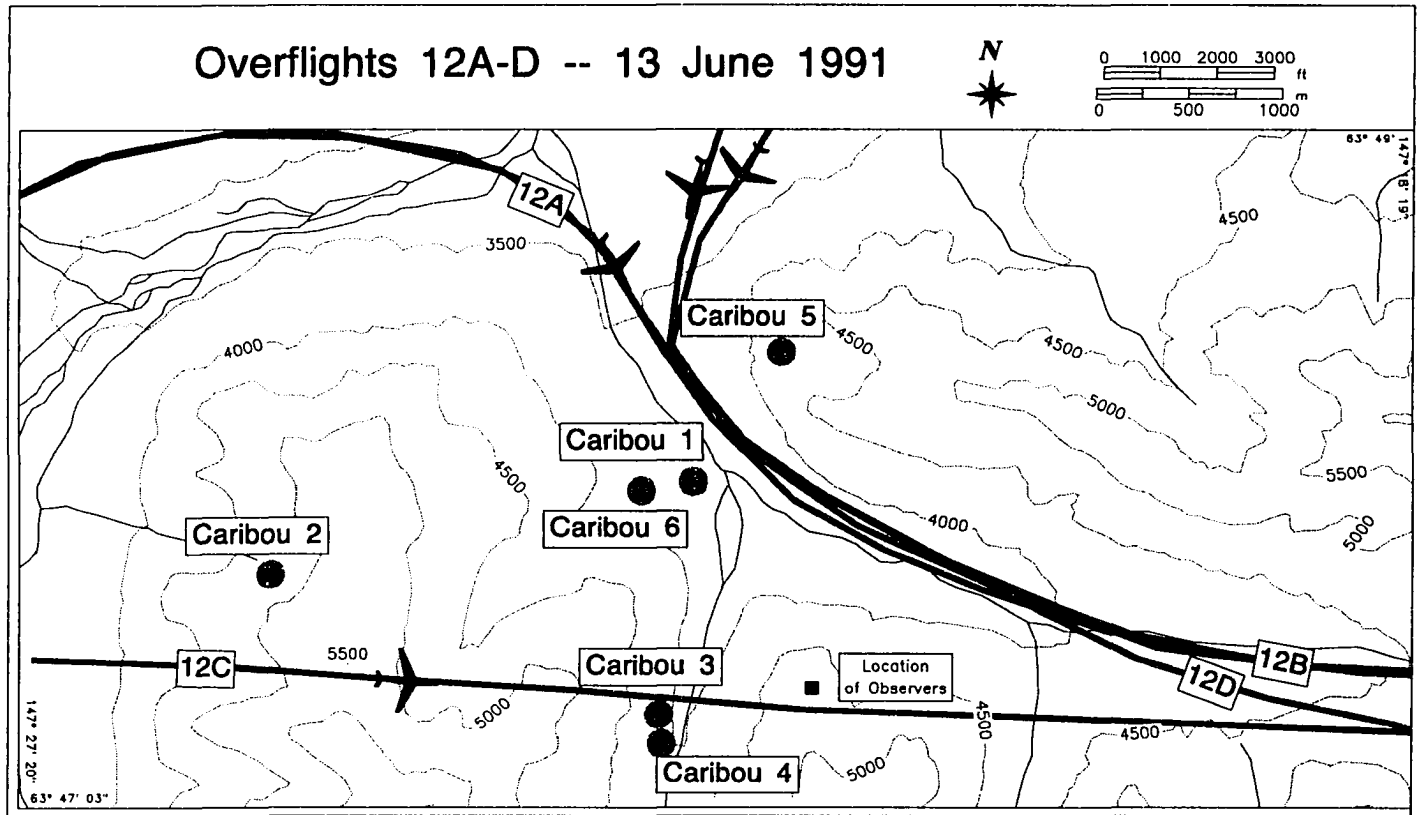 Overflights 12A-D -- 13 June 1991
N
0 1000 2000 3000 ft
0 500 1000 m
63° 49'
147° 18' 19"
12A
3500
4500
Caribou 5
4500
4500
4000
5000
Caribou 1
4500
5500
Caribou 6
4000
5000
Caribou 2
5500
12C
Caribou 3
Location
of Observers
12B
12D
5000
4500
4500
147° 27' 20"
Caribou 4
5000
63° 47' 03"